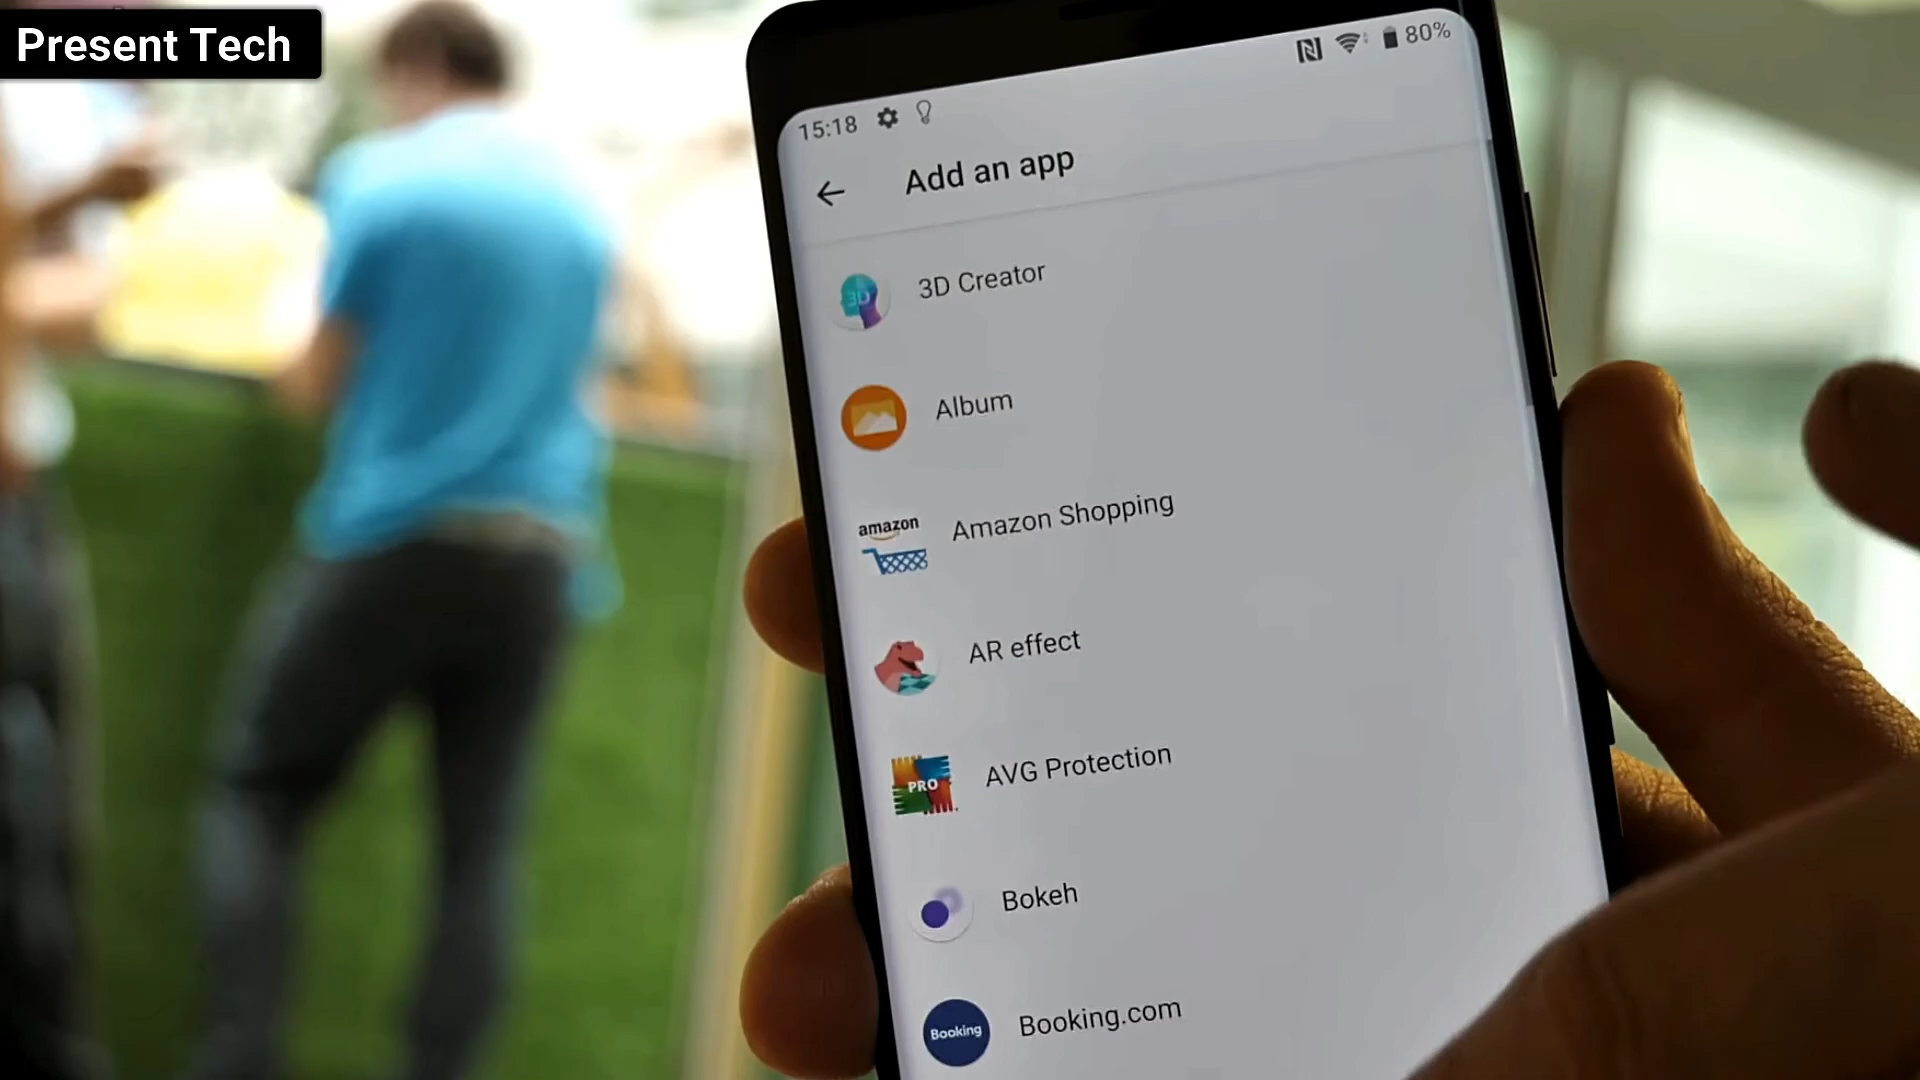 Present Tech
80%
15:18
Add an app
3D
3D Creator
Album
amazon
Amazon Shopping
AR effect
PRO
AVG Protection
Bokeh
Booking
Booking.com